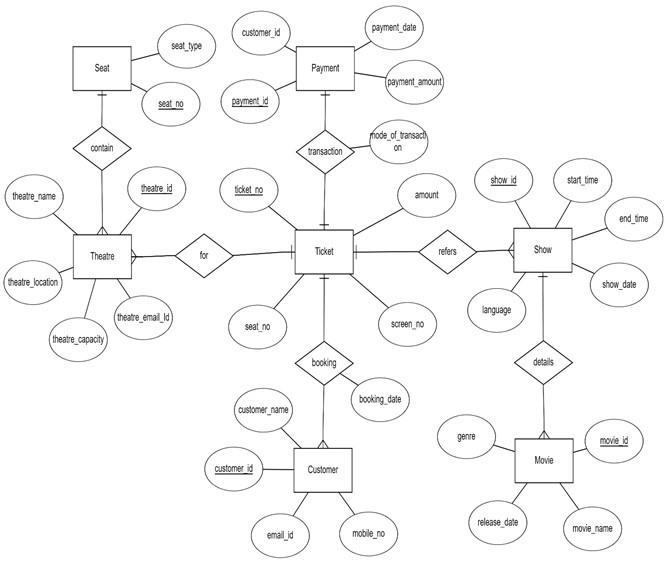 customer_id
payment_date
seat_type
Seat
Payment
payment_amount
seat_no
payment_id
mode_of_transacti
on
contain
transaction
theatre_name
theatre_id
ticket_no
amount
show_id
start_time
end_time
Theatre
for
Ticket
refers
Show
theatre_location
show_date
theatre_email_Id
seat_no
screen_no
language
theatre_capacity
booking
details
booking_date
customer_name
genre
movie_id
customer_id
Customer
Movie
release_date
movie_name
email_id
mobile_no